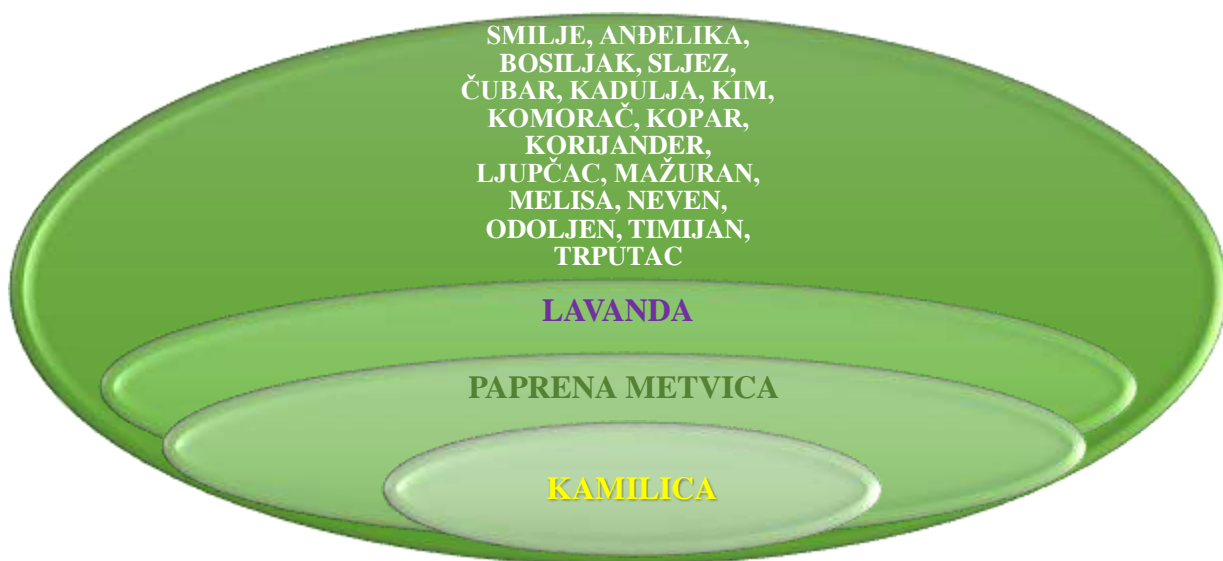 SMILJE, ANĐELIKA,
BOSILJAK, SLJEZ,
ČUBAR, KADULJA, KIM,
KOMORAČ, KOPAR,
KORIJANDER,
LJUPČAC, MAŽURAN,
MELISA, NEVEN,
ODOLJEN, TIMIJAN,
TRPUTAC
LAVANDA
PAPRENA METVICA
KAMILICA